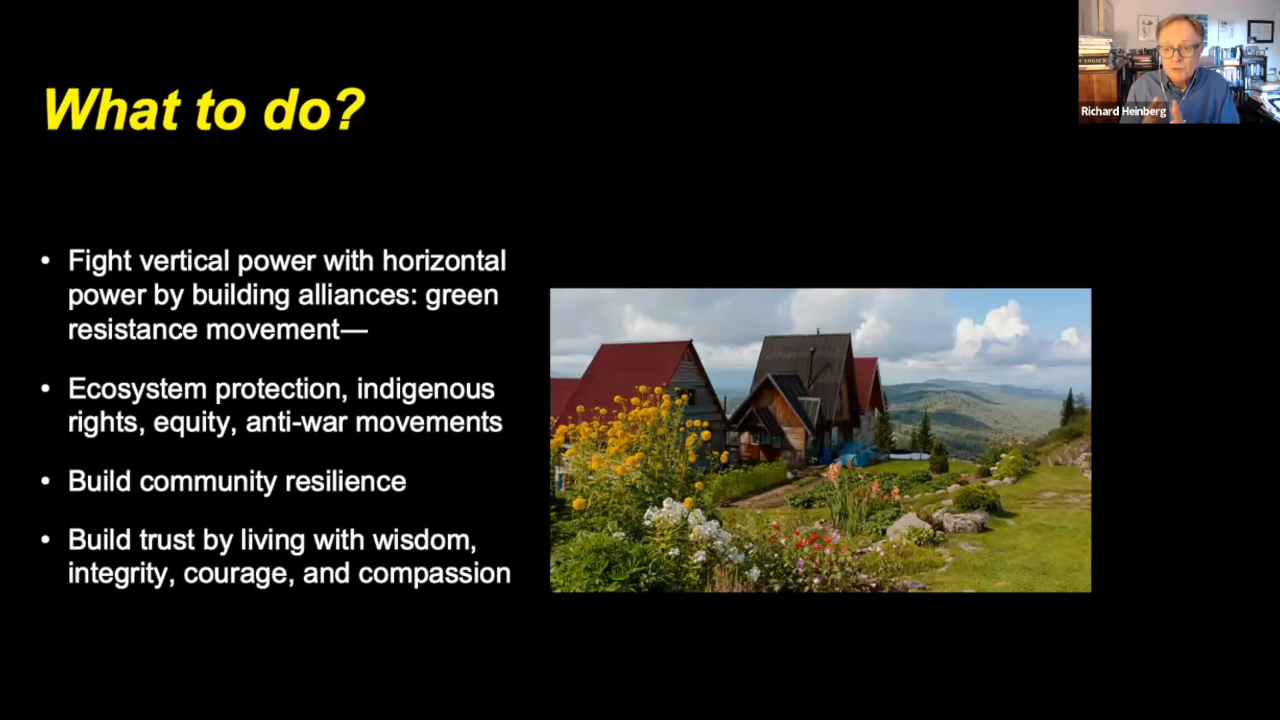 What to do?
• Fight vertical power with horizontal
power by building alliances: green
resistance movement—
• Ecosystem protection, indigenous
rights, equity, anti-war movements
• Build community resilience
• Build trust by living with wisdom,
integrity, courage, and compassion
Richard Heinberg